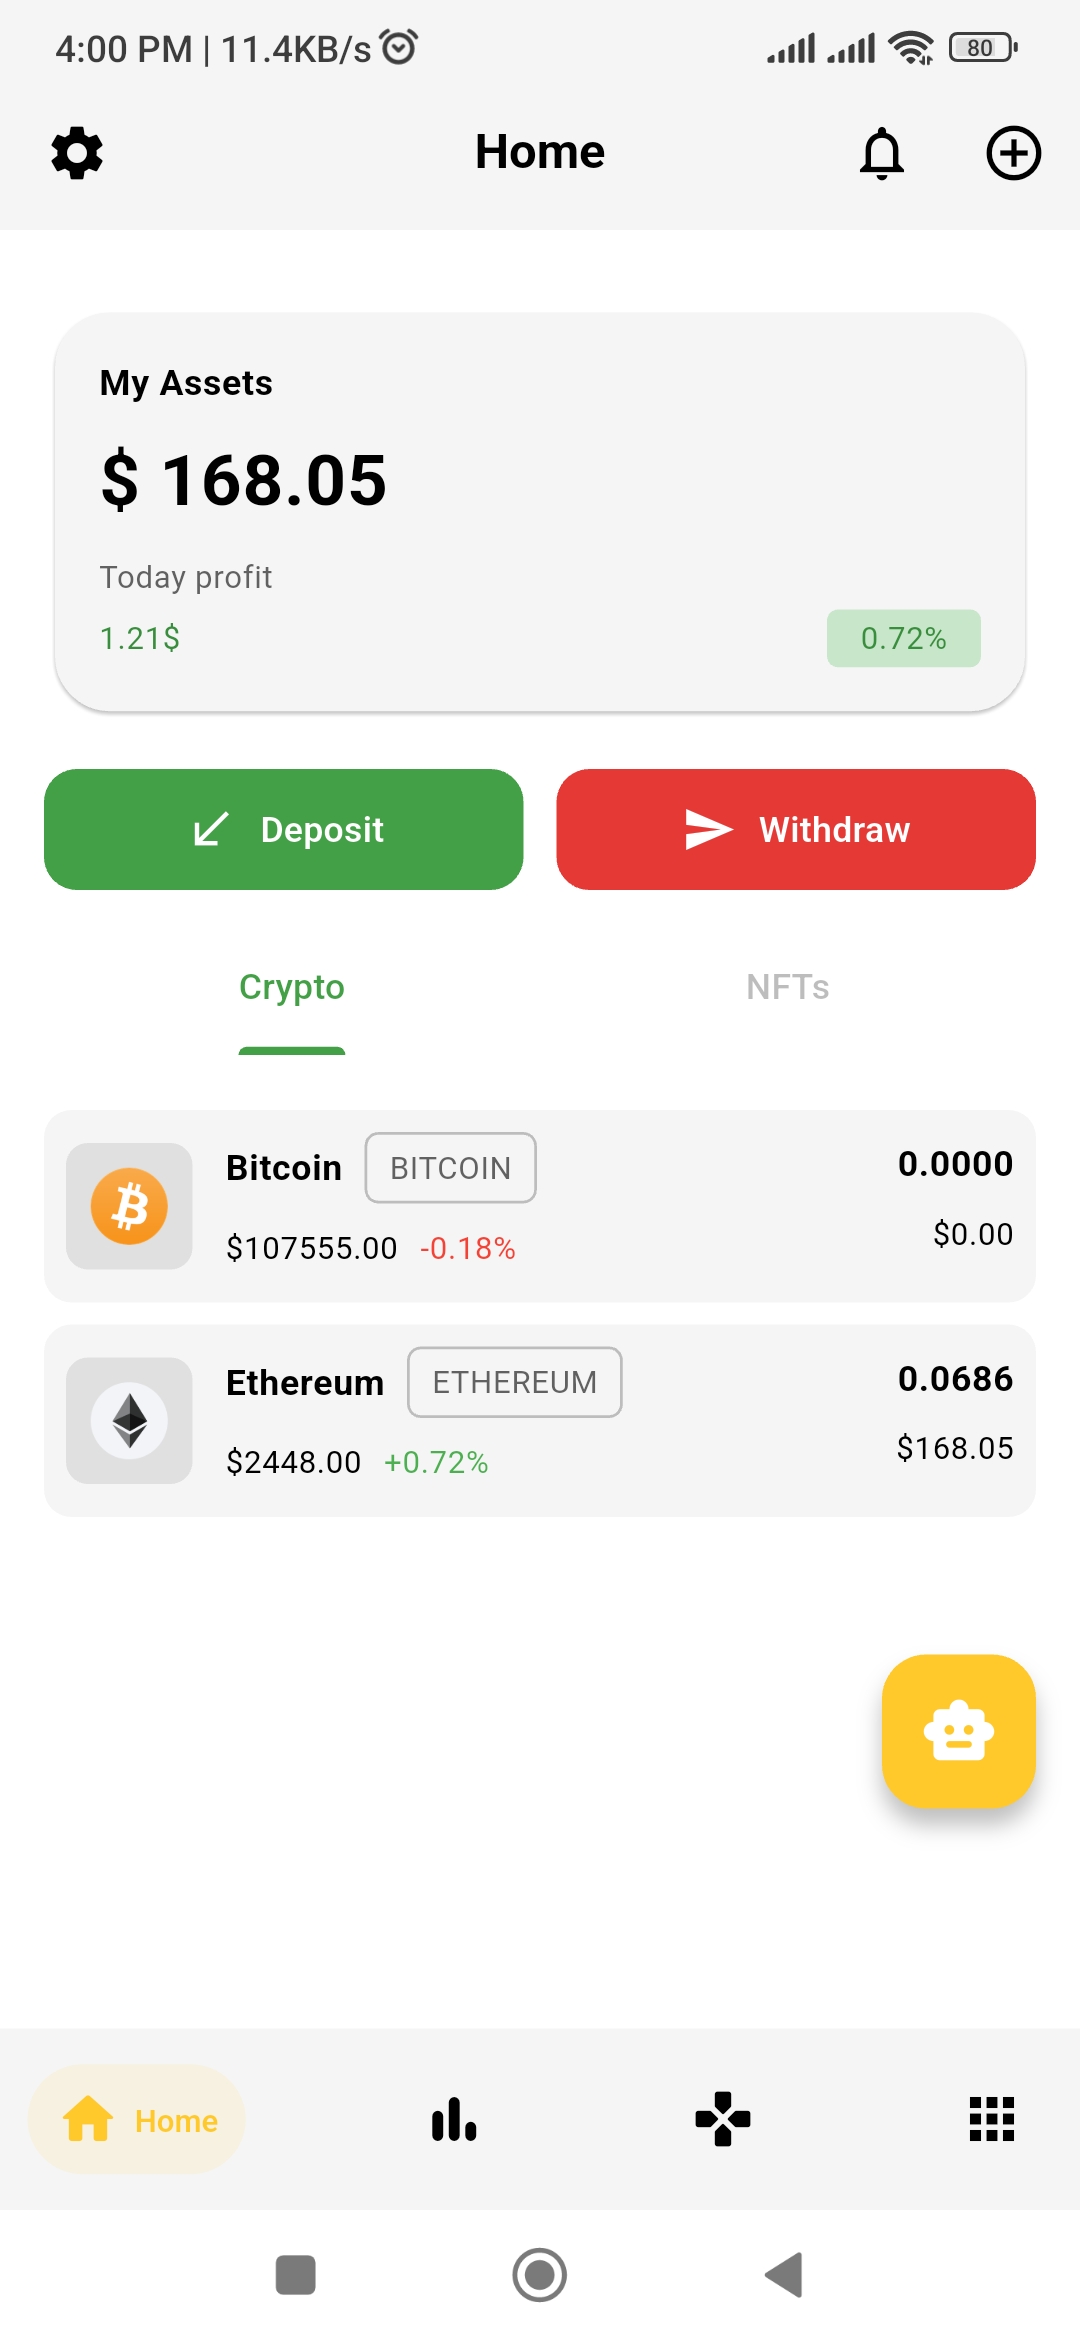 4:00 PM | 11.4KB/s 80
Home
My Assets
$ 168.05
Today profit
1.21$ 0.72%
Deposit Withdraw
Crypto NFTs
Bitcoin BITCOIN 0.0000
$107555.00 -0.18% $0.00
Ethereum ETHEREUM 0.0686
$2448.00 +0.72% $168.05
Home